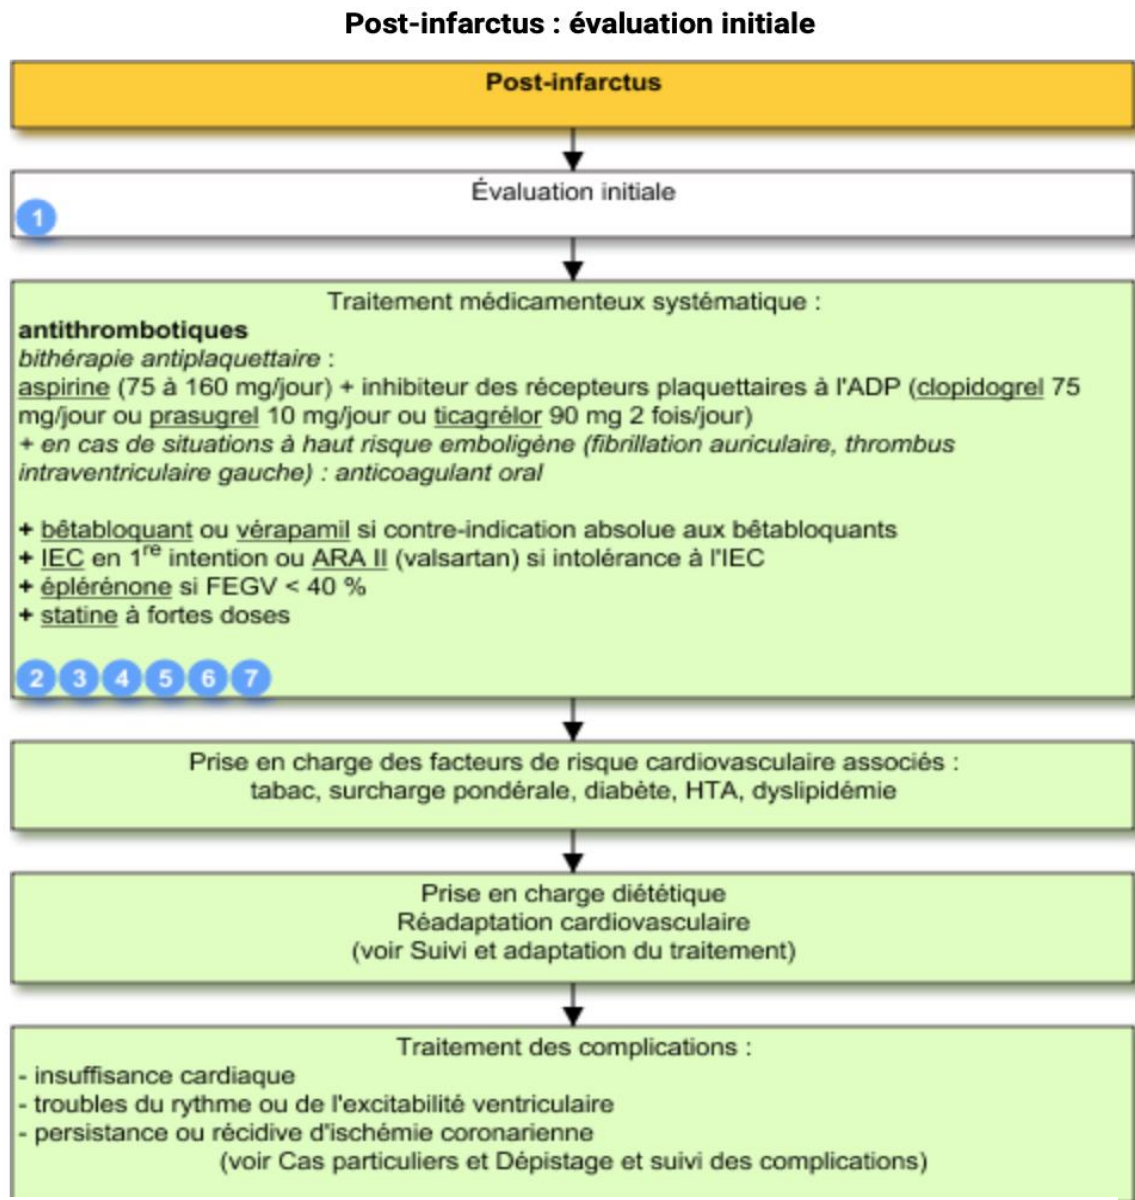 Post-infarctus : évaluation initiale
Post-infarctus
Évaluation initiale
1
Traitement médicamenteux systématique :
antithrombotiques
bithérapie antiplaquettaire :
aspirine (75 à 160 mg/jour) + inhibiteur des récepteurs plaquettaires à l'ADP (clopidogrel 75
mg/jour ou prasugrel 10 mg/jour ou ticagrélor 90 mg 2 fois/jour)
+ en cas de situations à haut risque emboligène (fibrillation auriculaire, thrombus
intraventriculaire gauche) : anticoagulant oral
+ bêtabloquant ou vérapamil si contre-indication absolue aux bêtabloquants
+ IEC en 1re intention ou ARA II (valsartan) si intolérance à l'IEC
+ éplérénone si FEGV < 40 %
+ statine à fortes doses
2 3 4 5 6 7
Prise en charge des facteurs de risque cardiovasculaire associés :
tabac, surcharge pondérale, diabète, HTA, dyslipidémie
Prise en charge diététique
Réadaptation cardiovasculaire
(voir Suivi et adaptation du traitement)
Traitement des complications :
- insuffisance cardiaque
- troubles du rythme ou de l'excitabilité ventriculaire
- persistance ou récidive d'ischémie coronarienne
(voir Cas particuliers et Dépistage et suivi des complications)